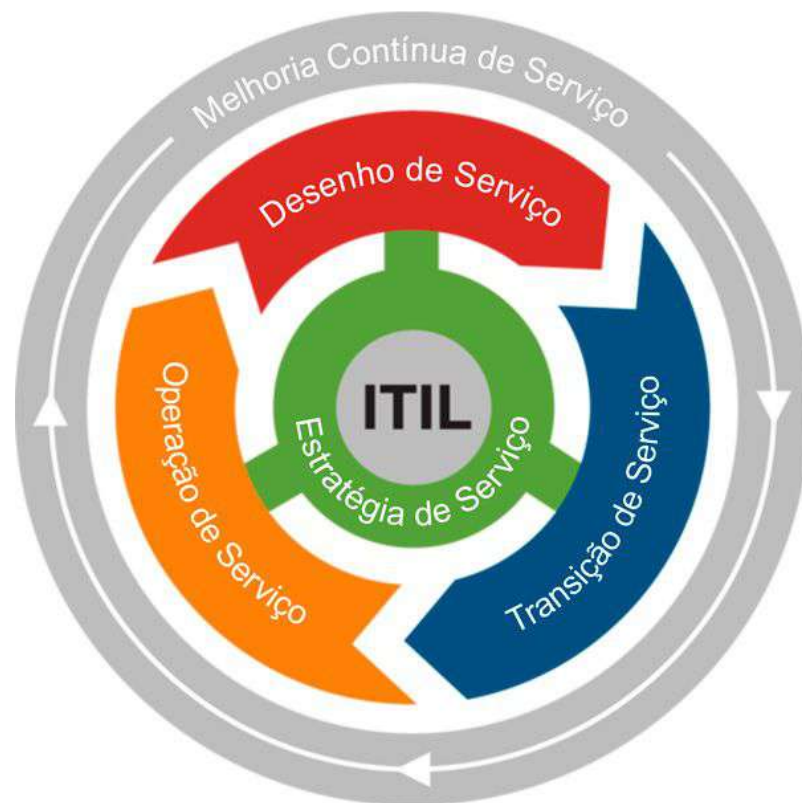 Melhoria Contínua de Serviço
Desenho de Serviço
Transição de Serviço
Operação de Serviço
Estratégia de Serviço
ITIL